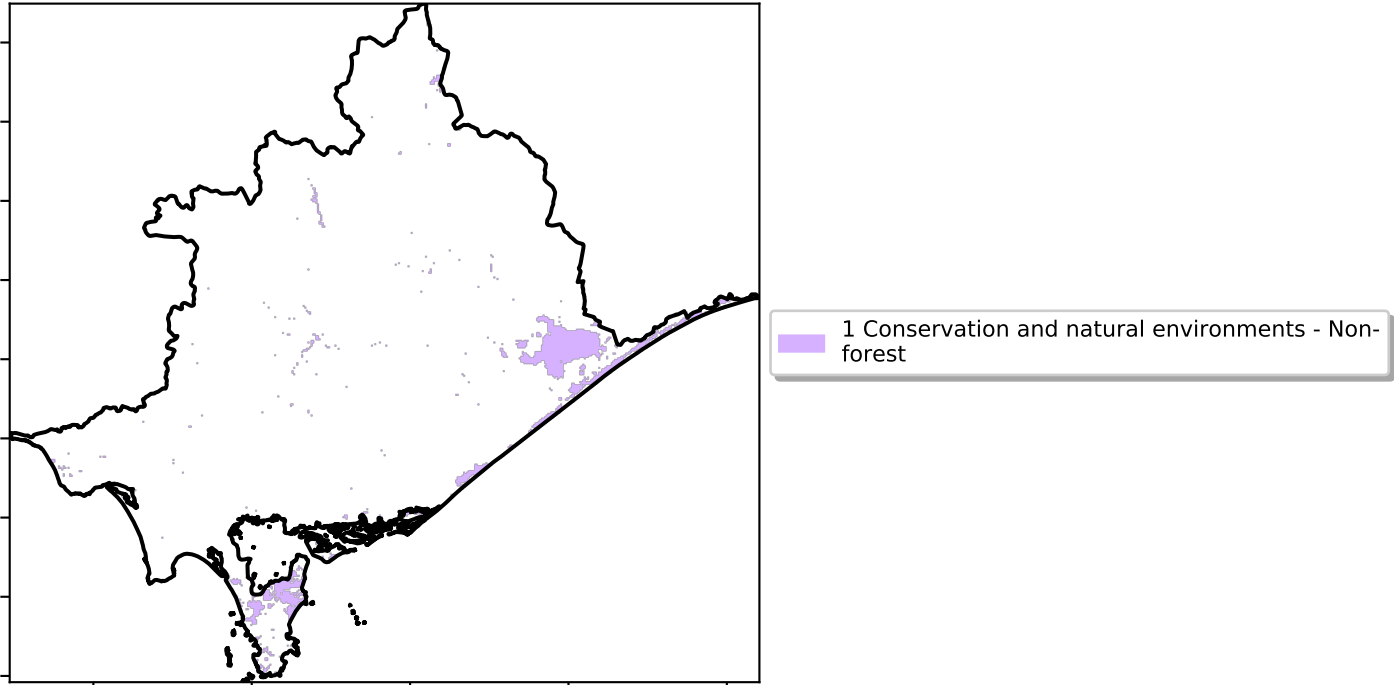 1 Conservation and natural environments - Non-
forest